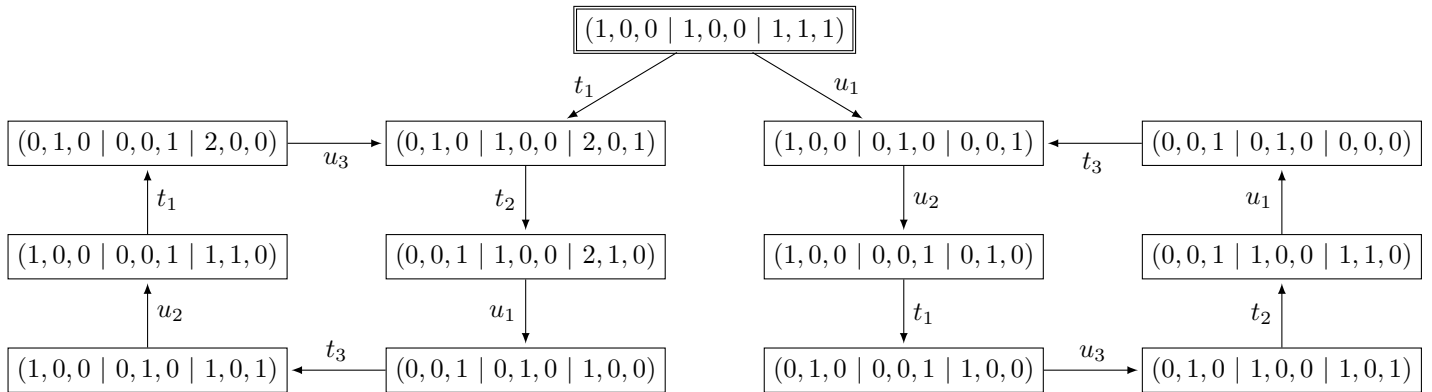 (1, 0, 0 | 1, 0, 0 | 1, 1, 1)
t₁ u₁
(0, 1, 0 | 0, 0, 1 | 2, 0, 0) u₃ (0, 1, 0 | 1, 0, 0 | 2, 0, 1) (1, 0, 0 | 0, 1, 0 | 0, 0, 1) t₃ (0, 0, 1 | 0, 1, 0 | 0, 0, 0)
t₁ t₂ u₂ u₁
(1, 0, 0 | 0, 0, 1 | 1, 1, 0) (0, 0, 1 | 1, 0, 0 | 2, 1, 0) (1, 0, 0 | 0, 0, 1 | 0, 1, 0) (0, 0, 1 | 1, 0, 0 | 1, 1, 0)
u₂ u₁ t₁ t₂
(1, 0, 0 | 0, 1, 0 | 1, 0, 1) t₃ (0, 0, 1 | 0, 1, 0 | 1, 0, 0) (0, 1, 0 | 0, 0, 1 | 1, 0, 0) u₃ (0, 1, 0 | 1, 0, 0 | 1, 0, 1)